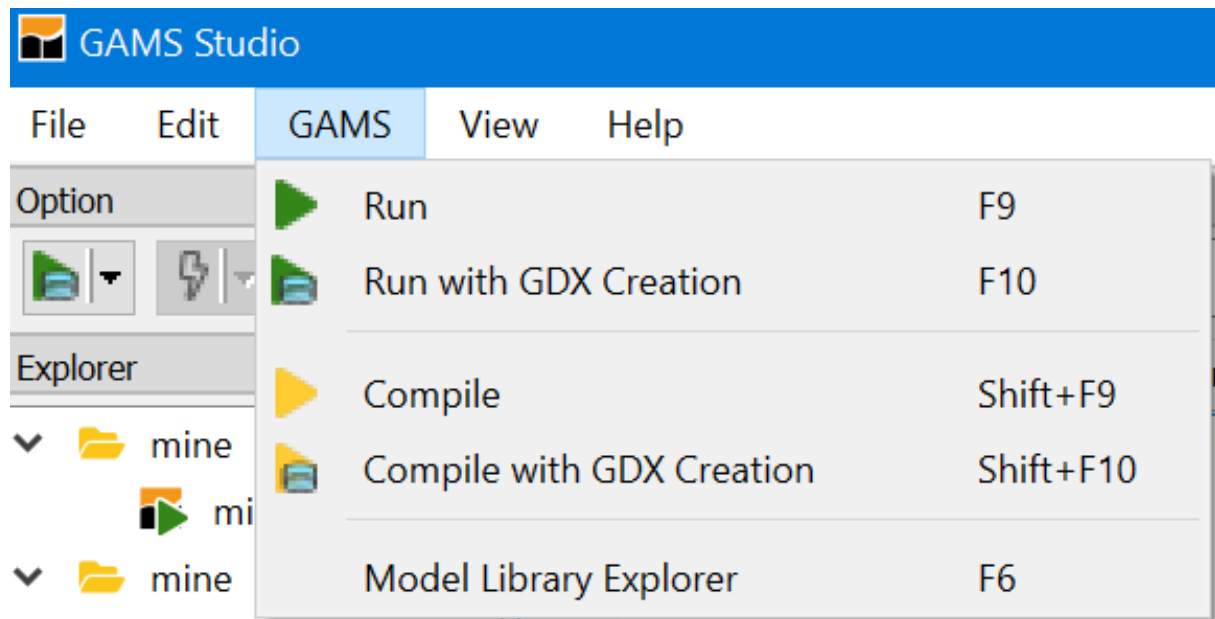 GAMS Studio
File Edit GAMS View Help
Option
Run F9
Run with GDX Creation F10
Explorer
Compile Shift+F9
mine
Compile with GDX Creation Shift+F10
mi
mine
Model Library Explorer F6